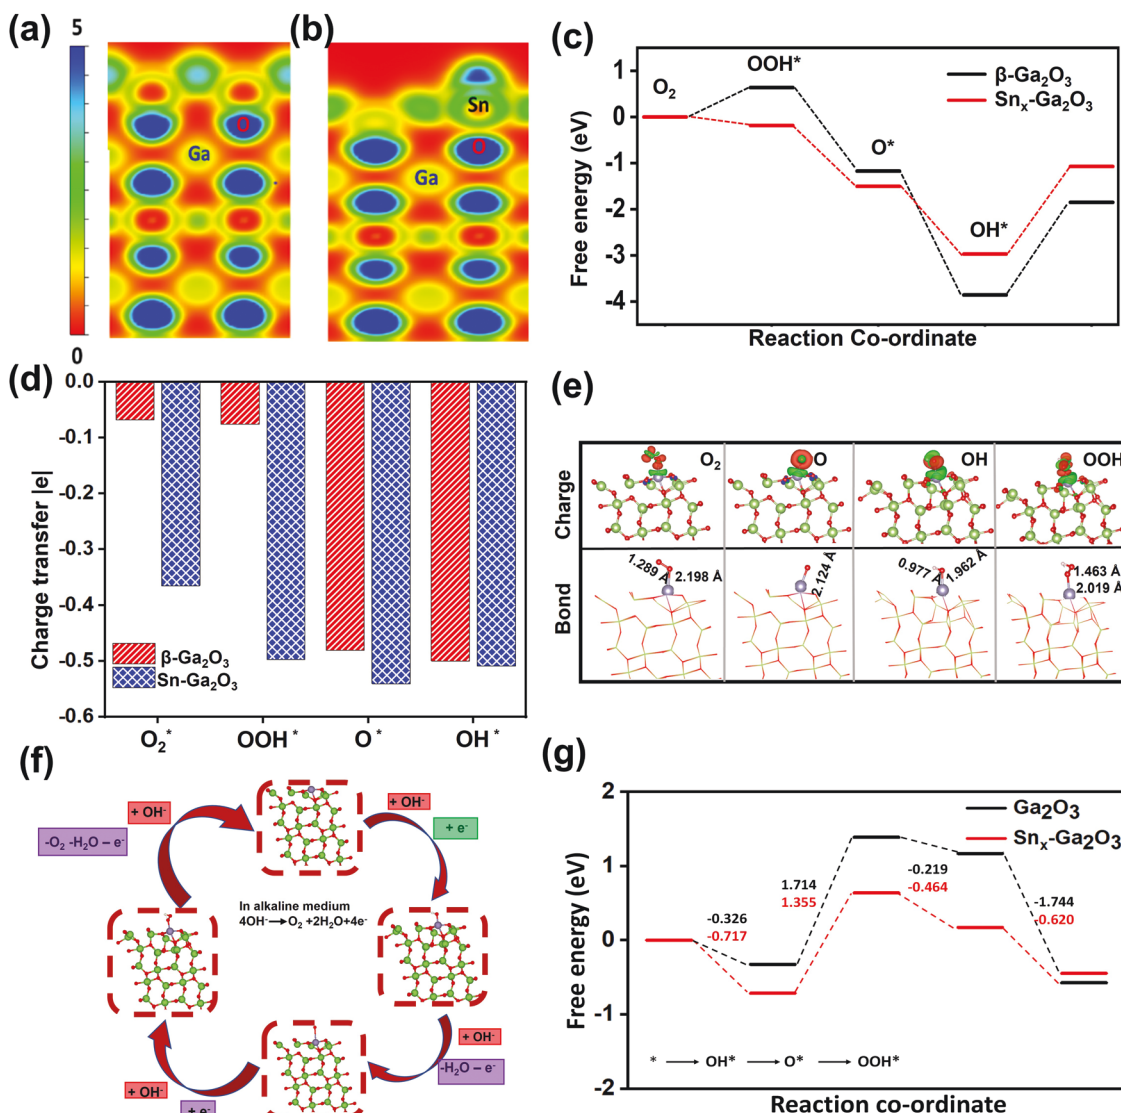 (a)
5
0
O
Ga
(b)
Sn
O
Ga
(c)
Free energy (eV)
1
0
-1
-2
-3
-4
O₂
OOH*
O*
OH*
β-Ga₂O₃
Snₓ-Ga₂O₃
Reaction Co-ordinate
(d)
Charge transfer |e|
0.0
-0.1
-0.2
-0.3
-0.4
-0.5
-0.6
β-Ga₂O₃
Sn-Ga₂O₃
O₂*
OOH*
O*
OH*
(e)
Charge
O₂
O
OH
OOH
Bond
1.289 Å
2.198 Å
2.124 Å
0.977 Å
1.962 Å
1.463 Å
2.019 Å
(f)
+ OH⁻
-O₂ -H₂O – e⁻
+ OH⁻
+ e⁻
In alkaline medium
4OH⁻→O₂ +2H₂O+4e⁻
+ OH⁻
-H₂O – e⁻
+ OH⁻
+ e⁻
(g)
Free energy (eV)
2
1
0
-1
-2
Ga₂O₃
Snₓ-Ga₂O₃
-0.326
-0.717
1.714
1.355
-0.219
-0.464
-1.744
-0.620
* → OH* → O* → OOH*
Reaction co-ordinate